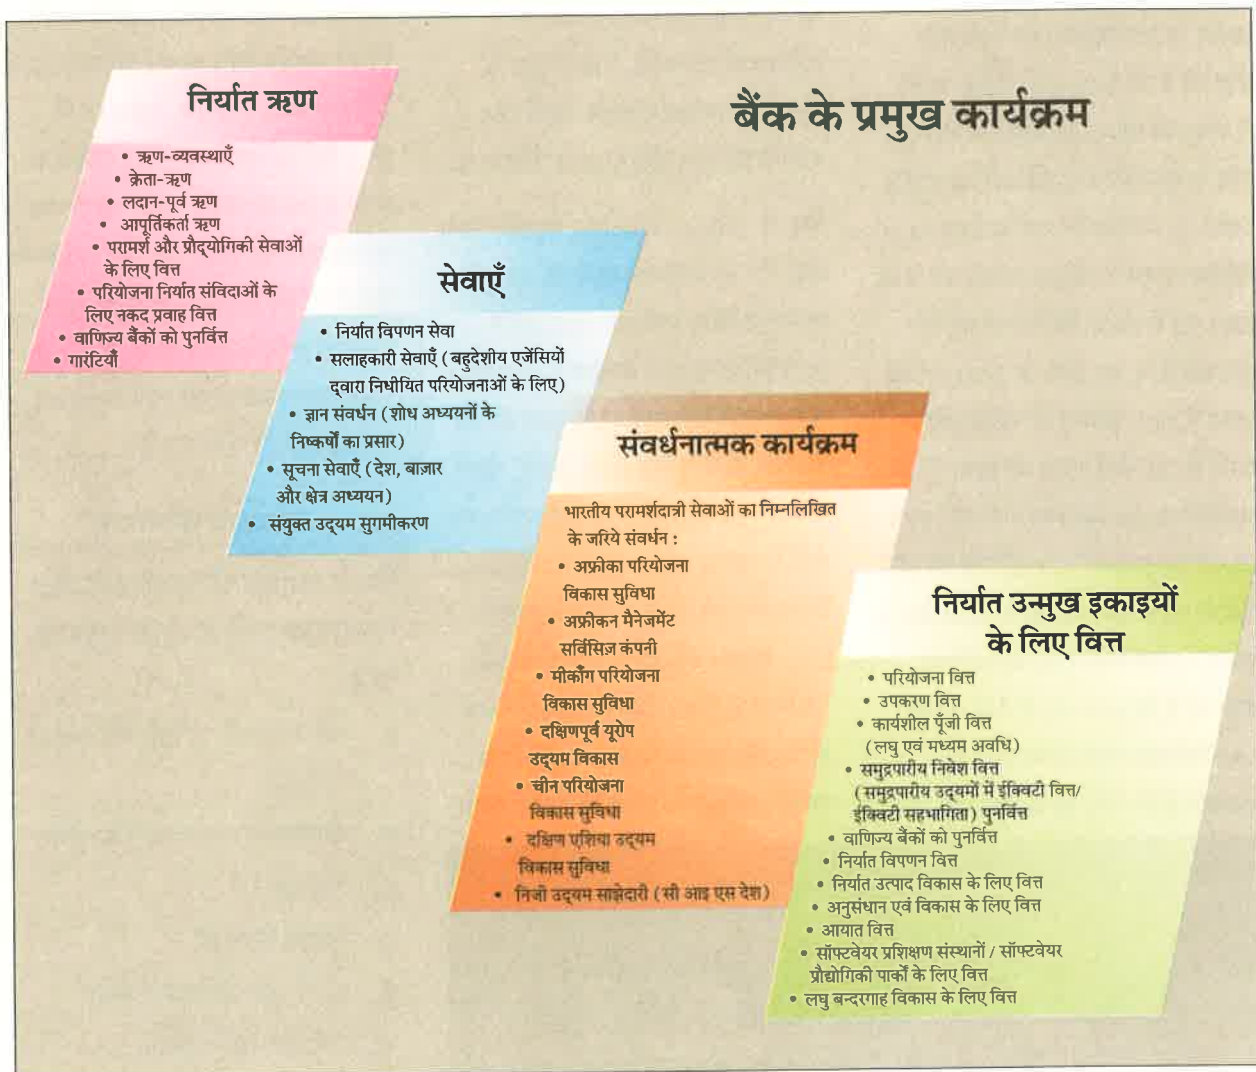 बैंक के प्रमुख कार्यक्रम
निर्यात ऋण
• ऋण-व्यवस्थाएँ
• क्रेता-ऋण
• लदान-पूर्व ऋण
• आपूर्तिकर्ता ऋण
• परामर्श और प्रौद्योगिकी सेवाओं
के लिए वित्त
• परियोजना निर्यात संविदाओं के
लिए नकद प्रवाह वित्त
• वाणिज्य बैंकों को पुनर्वित्त
• गारंटियाँ
सेवाएँ
• निर्यात विपणन सेवा
• सलाहकारी सेवाएँ (बहुदेशीय एजेंसियों
द्वारा निधीयित परियोजनाओं के लिए)
• ज्ञान संवर्धन (शोध अध्ययनों के
निष्कर्षों का प्रसार)
• सूचना सेवाएँ (देश, बाज़ार
और क्षेत्र अध्ययन)
• संयुक्त उद्यम सुगमीकरण
संवर्धनात्मक कार्यक्रम
भारतीय परामर्शदात्री सेवाओं का निम्नलिखित
के जरिये संवर्धन :
• अफ्रीका परियोजना
विकास सुविधा
• अफ्रीकन मैनेजमेंट
सर्विसिज़ कंपनी
• मीकाँग परियोजना
विकास सुविधा
• दक्षिणपूर्व यूरोप
उद्यम विकास
• चीन परियोजना
विकास सुविधा
• दक्षिण एशिया उद्यम
विकास सुविधा
• निजी उद्यम साझेदारी (सी आइ एस देश)
निर्यात उन्मुख इकाइयों
के लिए वित्त
• परियोजना वित्त
• उपकरण वित्त
• कार्यशील पूँजी वित्त
(लघु एवं मध्यम अवधि)
• समुद्रपारीय निवेश वित्त
(समुद्रपारीय उद्यमों में ईक्विटी वित्त/
ईक्विटी सहभागिता) पुनर्वित्त
• वाणिज्य बैंकों को पुनर्वित्त
• निर्यात विपणन वित्त
• निर्यात उत्पाद विकास के लिए वित्त
• अनुसंधान एवं विकास के लिए वित्त
• आयात वित्त
• सॉफ्टवेयर प्रशिक्षण संस्थानों / सॉफ्टवेयर
प्रौद्योगिकी पार्कों के लिए वित्त
• लघु बन्दरगाह विकास के लिए वित्त